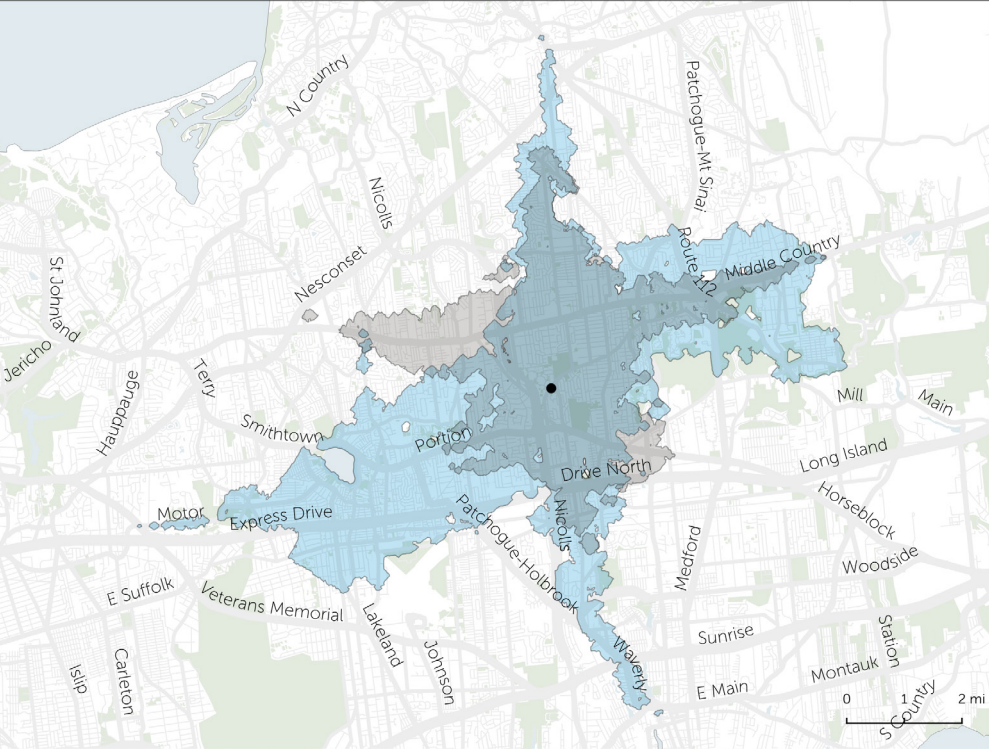 N Country
Patchogue-Mt Sinai
Nicolls
Nesconset
Route 112
Middle Country
St Johnland
Jericho
Terry
Hauppauge
Smithtown
Portion
Mill
Main
Drive North
Long Island
Motor
Express Drive
Patchogue-Holbrook
Nicolls
Horseblock
Medford
Woodside
E Suffolk
Veterans Memorial
Lakeland
Johnson
Waverly
Sunrise
Station
Islip
Carleton
E Main
Montauk
S Country
0 1 2 mi